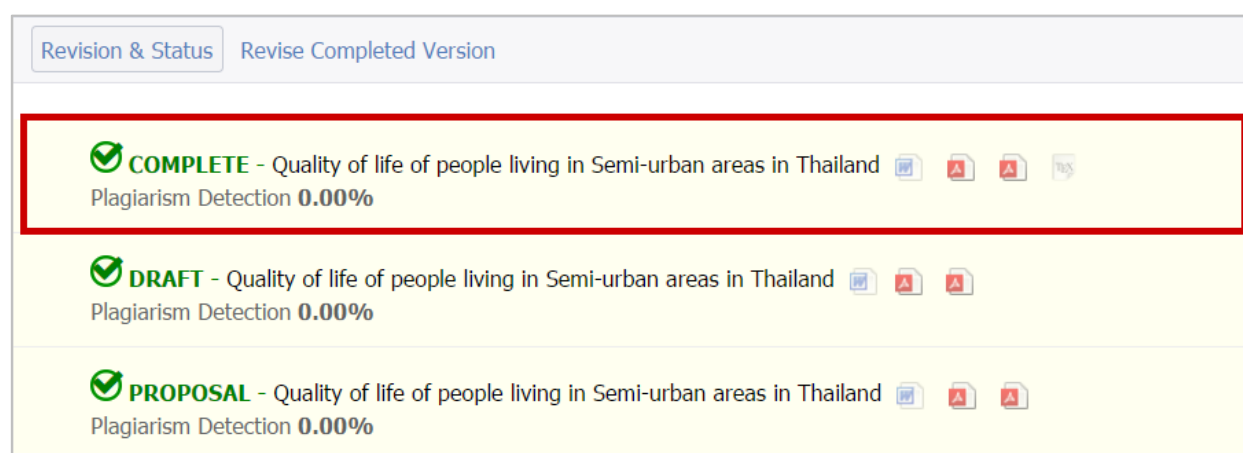 Revision & Status Revise Completed Version
COMPLETE - Quality of life of people living in Semi-urban areas in Thailand
Plagiarism Detection 0.00%
DRAFT - Quality of life of people living in Semi-urban areas in Thailand
Plagiarism Detection 0.00%
PROPOSAL - Quality of life of people living in Semi-urban areas in Thailand
Plagiarism Detection 0.00%